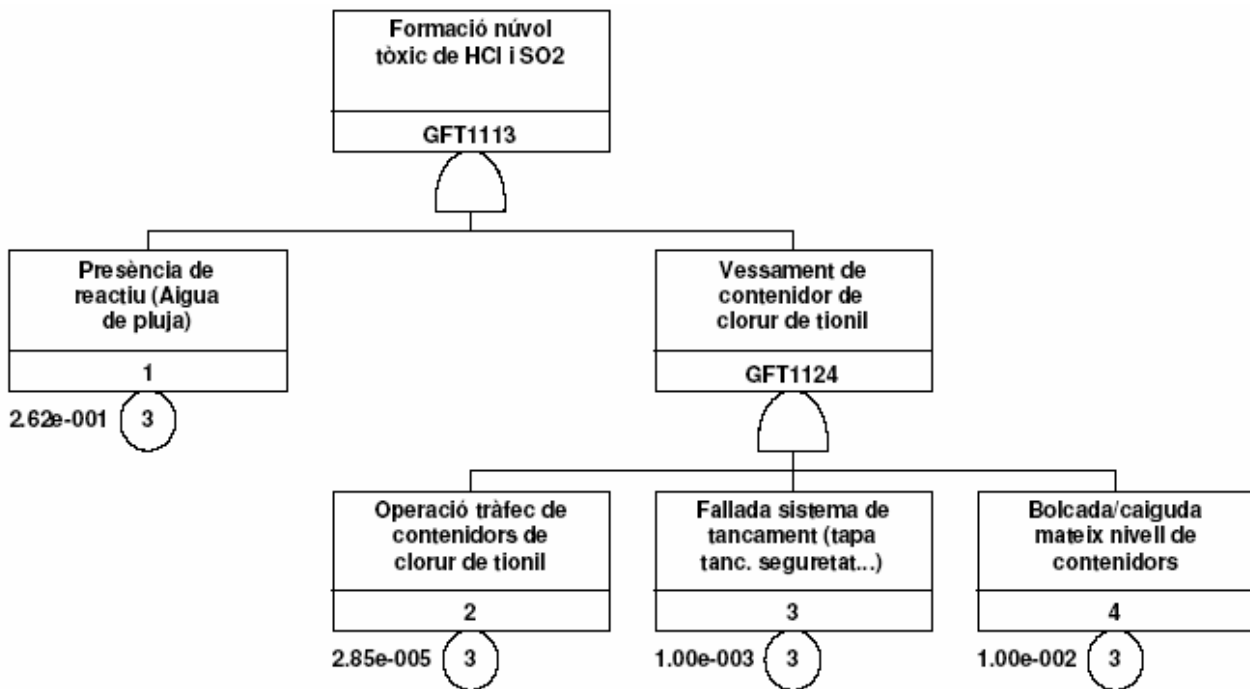 Formació núvol
tòxic de HCl i SO2
GFT1113
Presència de
reactiu (Aigua
de pluja)
1
2.62e-001
3
Vessament de
contenidor de
clorur de tionil
GFT1124
Operació tràfec de
contenidors de
clorur de tionil
2
2.85e-005
3
Fallada sistema de
tancament (tapa
tanc. seguretat...)
3
1.00e-003
3
Bolcada/caiguda
mateix nivell de
contenidors
4
1.00e-002
3